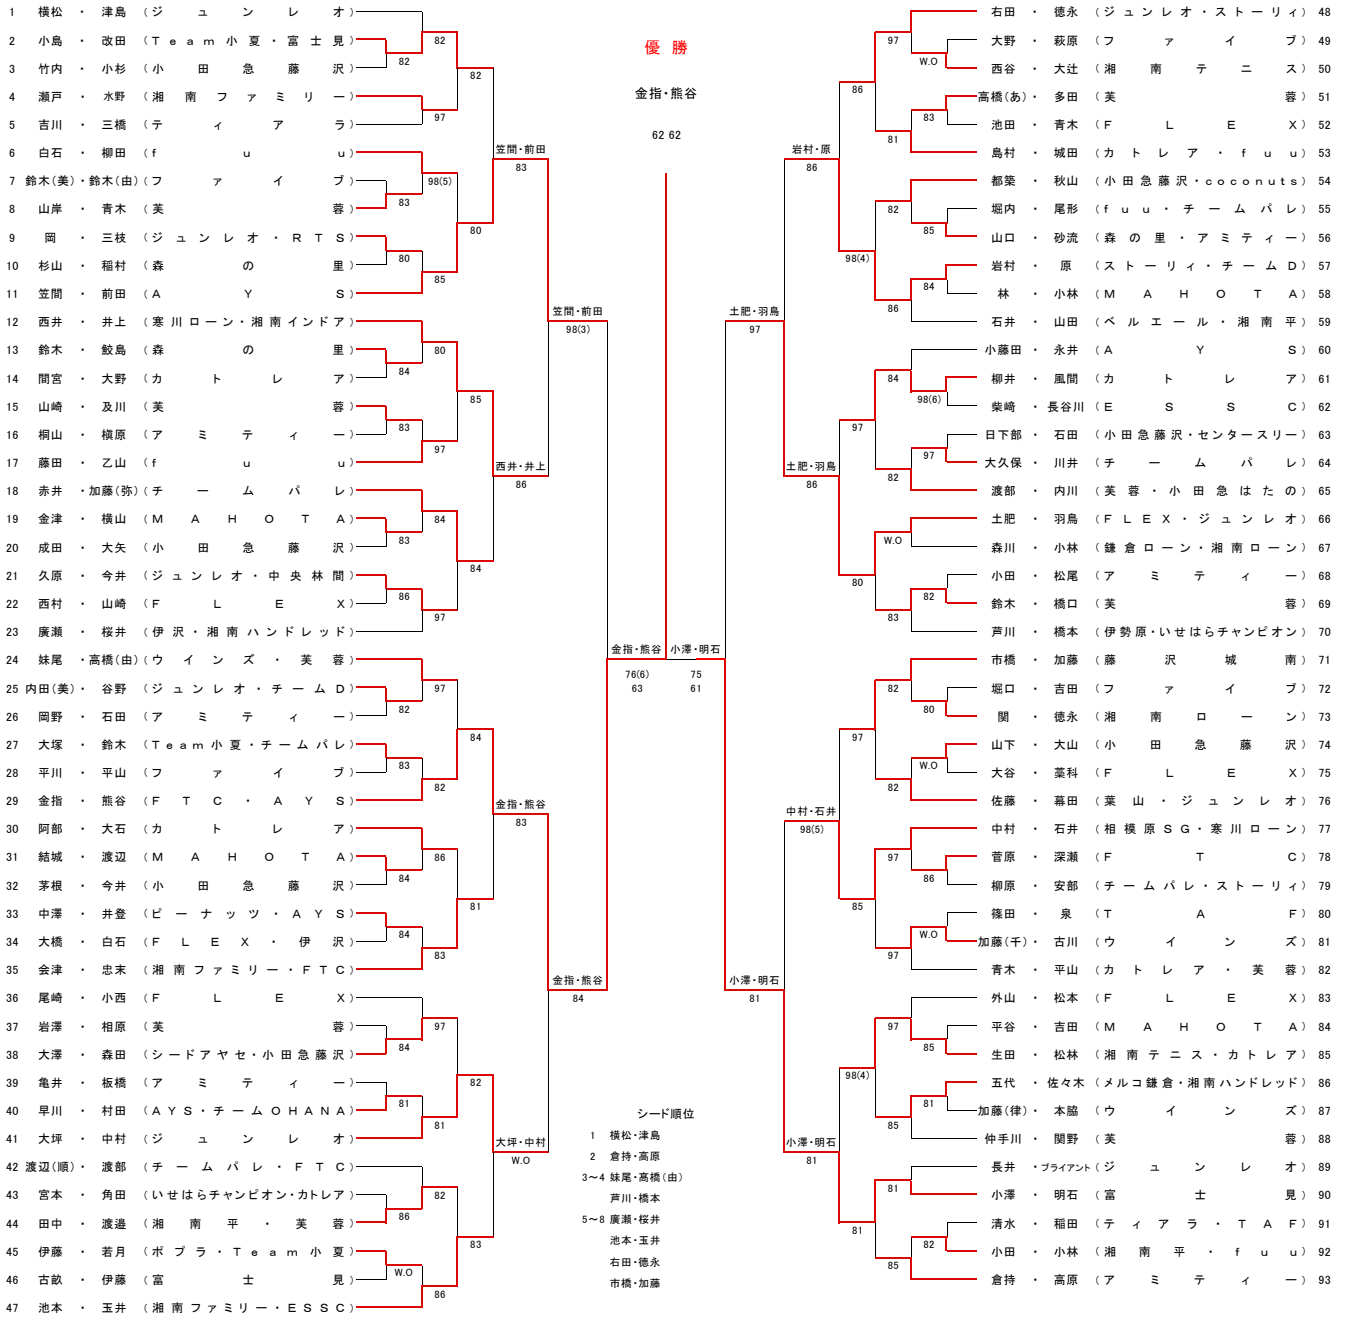 優 勝
金指・熊谷
62 62
1 横松 ・ 津島 (ジュンレオ)
2 小島 ・ 改田 (Team小夏・富士見)
3 竹内 ・ 小杉 (小田急藤沢)
4 瀬戸 ・ 水野 (湘南ファミリー)
5 吉川 ・ 三橋 (ティアラ)
6 白石 ・ 柳田 (fuu)
7 鈴木(美)・鈴木(由) (ファイブ)
8 山岸 ・ 青木 (芙蓉)
9 岡 ・ 三枝 (ジュンレオ・RTS)
10 杉山 ・ 稲村 (森の里)
11 笠間 ・ 前田 (AYS)
12 西井 ・ 井上 (寒川ローン・湘南インドア)
13 鈴木 ・ 鮫島 (森の里)
14 間宮 ・ 大野 (カトレア)
15 山崎 ・ 及川 (芙蓉)
16 桐山 ・ 槇原 (アミティー)
17 藤田 ・ 乙山 (fuu)
18 赤井 ・加藤(弥) (チームパレ)
19 金津 ・ 横山 (MAHOTA)
20 成田 ・ 大矢 (小田急藤沢)
21 久原 ・ 今井 (ジュンレオ・中央林間)
22 西村 ・ 山崎 (FLEX)
23 廣瀬 ・ 桜井 (伊沢・湘南ハンドレッド)
24 妹尾 ・高橋(由) (ウインズ・芙蓉)
25 内田(美)・ 谷野 (ジュンレオ・チームD)
26 岡野 ・ 石田 (アミティー)
27 大塚 ・ 鈴木 (Team小夏・チームパレ)
28 平川 ・ 平山 (ファイブ)
29 金指 ・ 熊谷 (FTC・AYS)
30 阿部 ・ 大石 (カトレア)
31 結城 ・ 渡辺 (MAHOTA)
32 茅根 ・ 今井 (小田急藤沢)
33 中澤 ・ 井登 (ピーナッツ・AYS)
34 大橋 ・ 白石 (FLEX・伊沢)
35 会津 ・ 忠末 (湘南ファミリー・FTC)
36 尾崎 ・ 小西 (FLEX)
37 岩澤 ・ 相原 (芙蓉)
38 大澤 ・ 森田 (シードアヤセ・小田急藤沢)
39 亀井 ・ 板橋 (アミティー)
40 早川 ・ 村田 (AYS・チームOHANA)
41 大坪 ・ 中村 (ジュンレオ)
42 渡辺(順)・ 渡部 (チームパレ・FTC)
43 宮本 ・ 角田 (いせはらチャンピオン・カトレア)
44 田中 ・ 渡邉 (湘南平・芙蓉)
45 伊藤 ・ 若月 (ポプラ・Team小夏)
46 古畝 ・ 伊藤 (富士見)
47 池本 ・ 玉井 (湘南ファミリー・ESSC)
82
97
98(5)
85
80
97
84
97
97
82
86
83
97
81
82
86
82
83
80
84
83
83
86
82
83
84
84
84
81
86
W.O
82
80
85
84
84
81
82
83
笠間・前田
83
西井・井上
86
金指・熊谷
83
大坪・中村
W.O
笠間・前田
98(3)
金指・熊谷
84
金指・熊谷
76(6)
63
小澤・明石
75
61
土肥・羽鳥
97
小澤・明石
81
岩村・原
86
土肥・羽鳥
86
中村・石井
98(5)
小澤・明石
81
86
98(4)
97
80
97
85
98(4)
81
97
81
82
86
84
82
W.O
83
82
82
97
97
97
85
81
85
W.O
83
85
84
98(6)
97
82
80
W.O
86
W.O
85
81
82
右田 ・ 徳永 (ジュンレオ・ストーリィ) 48
大野 ・ 萩原 (ファイブ) 49
西谷 ・ 大辻 (湘南テニス) 50
高橋(あ)・ 多田 (芙蓉) 51
池田 ・ 青木 (FLEX) 52
島村 ・ 城田 (カトレア・fuu) 53
都築 ・ 秋山 (小田急藤沢・coconuts) 54
堀内 ・ 尾形 (fuu・チームパレ) 55
山口 ・ 砂流 (森の里・アミティー) 56
岩村 ・ 原 (ストーリィ・チームD) 57
林 ・ 小林 (MAHOTA) 58
石井 ・ 山田 (ベルエール・湘南平) 59
小藤田 ・ 永井 (AYS) 60
柳井 ・ 風間 (カトレア) 61
柴﨑 ・ 長谷川 (ESSC) 62
日下部 ・ 石田 (小田急藤沢・センタースリー) 63
大久保 ・ 川井 (チームパレ) 64
渡部 ・ 内川 (芙蓉・小田急はたの) 65
土肥 ・ 羽鳥 (FLEX・ジュンレオ) 66
森川 ・ 小林 (鎌倉ローン・湘南ローン) 67
小田 ・ 松尾 (アミティー) 68
鈴木 ・ 橋口 (芙蓉) 69
芦川 ・ 橋本 (伊勢原・いせはらチャンピオン) 70
市橋 ・ 加藤 (藤沢城南) 71
堀口 ・ 吉田 (ファイブ) 72
関 ・ 徳永 (湘南ローン) 73
山下 ・ 大山 (小田急藤沢) 74
大谷 ・ 藁科 (FLEX) 75
佐藤 ・ 幕田 (葉山・ジュンレオ) 76
中村 ・ 石井 (相模原SG・寒川ローン) 77
菅原 ・ 深瀬 (FTC) 78
柳原 ・ 安部 (チームパレ・ストーリィ) 79
篠田 ・ 泉 (TAF) 80
加藤(千)・ 古川 (ウインズ) 81
青木 ・ 平山 (カトレア・芙蓉) 82
外山 ・ 松本 (FLEX) 83
平谷 ・ 吉田 (MAHOTA) 84
生田 ・ 松林 (湘南テニス・カトレア) 85
五代 ・ 佐々木 (メルコ鎌倉・湘南ハンドレッド) 86
加藤(律)・ 本脇 (ウインズ) 87
仲手川 ・ 関野 (芙蓉) 88
長井 ・ブライアント (ジュンレオ) 89
小澤 ・ 明石 (富士見) 90
清水 ・ 稲田 (ティアラ・TAF) 91
小田 ・ 小林 (湘南平・fuu) 92
倉持 ・ 高原 (アミティー) 93
シード順位
1 横松・津島
2 倉持・高原
3〜4 妹尾・高橋(由)
芦川・橋本
5〜8 廣瀬・桜井
池本・玉井
右田・徳永
市橋・加藤